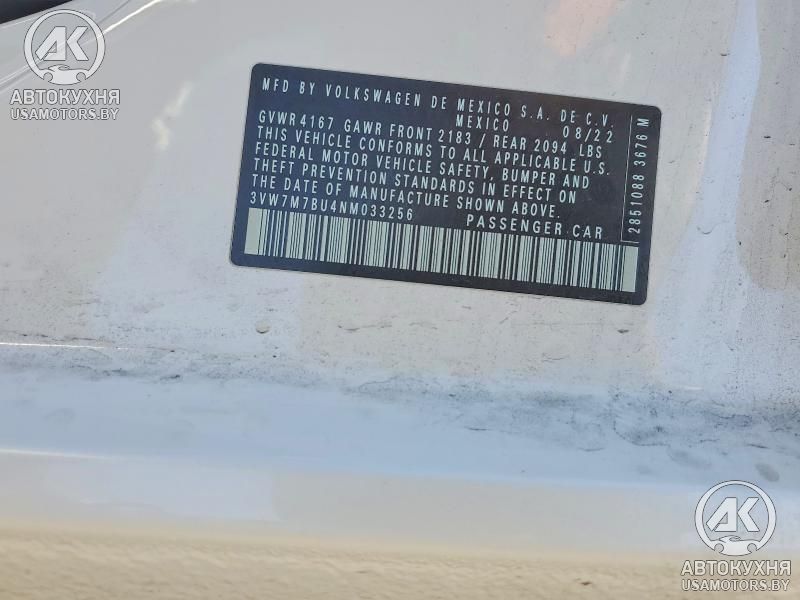 AK
АВТОКУХНЯ
USAMOTORS.BY
MFD BY VOLKSWAGEN DE MEXICO S.A. DE C.V.
MEXICO 08/22
GVWR 4167 GAWR FRONT 2183 / REAR 2094 LBS
THIS VEHICLE CONFORMS TO ALL APPLICABLE U.S.
FEDERAL MOTOR VEHICLE SAFETY, BUMPER AND
THEFT PREVENTION STANDARDS IN EFFECT ON
THE DATE OF MANUFACTURE SHOWN ABOVE.
3VW7M7BU4NM033256 PASSENGER CAR
2851088 3676 M
AK
АВТОКУХНЯ
USAMOTORS.BY